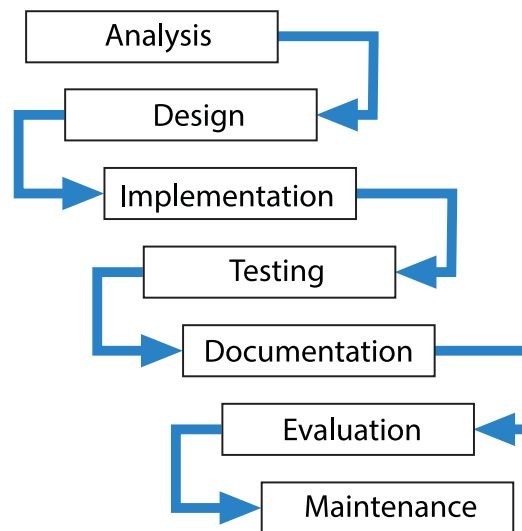 Analysis
Design
Implementation
Testing
Documentation
Evaluation
Maintenance